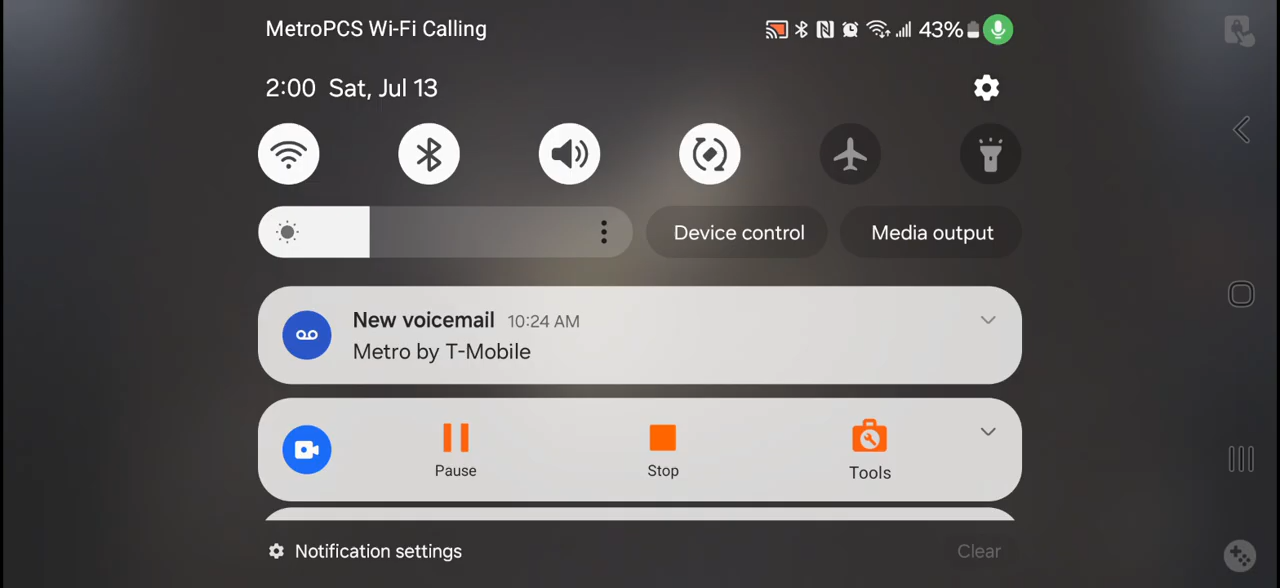 MetroPCS Wi-Fi Calling 43%
2:00 Sat, Jul 13
Device control Media output
New voicemail 10:24 AM
Metro by T-Mobile
Pause Stop Tools
Notification settings Clear